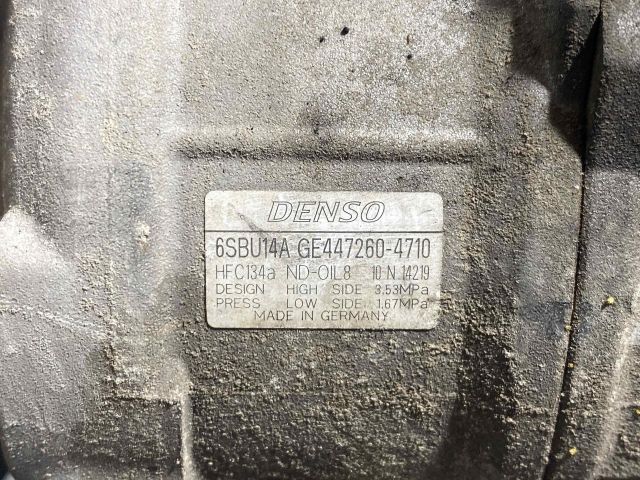 DENSO
6SBU14A GE447260-4710
HFC134a ND-OIL8 10 N 14219
DESIGN HIGH SIDE 3.53MPa
PRESS LOW SIDE 1.67MPa
MADE IN GERMANY